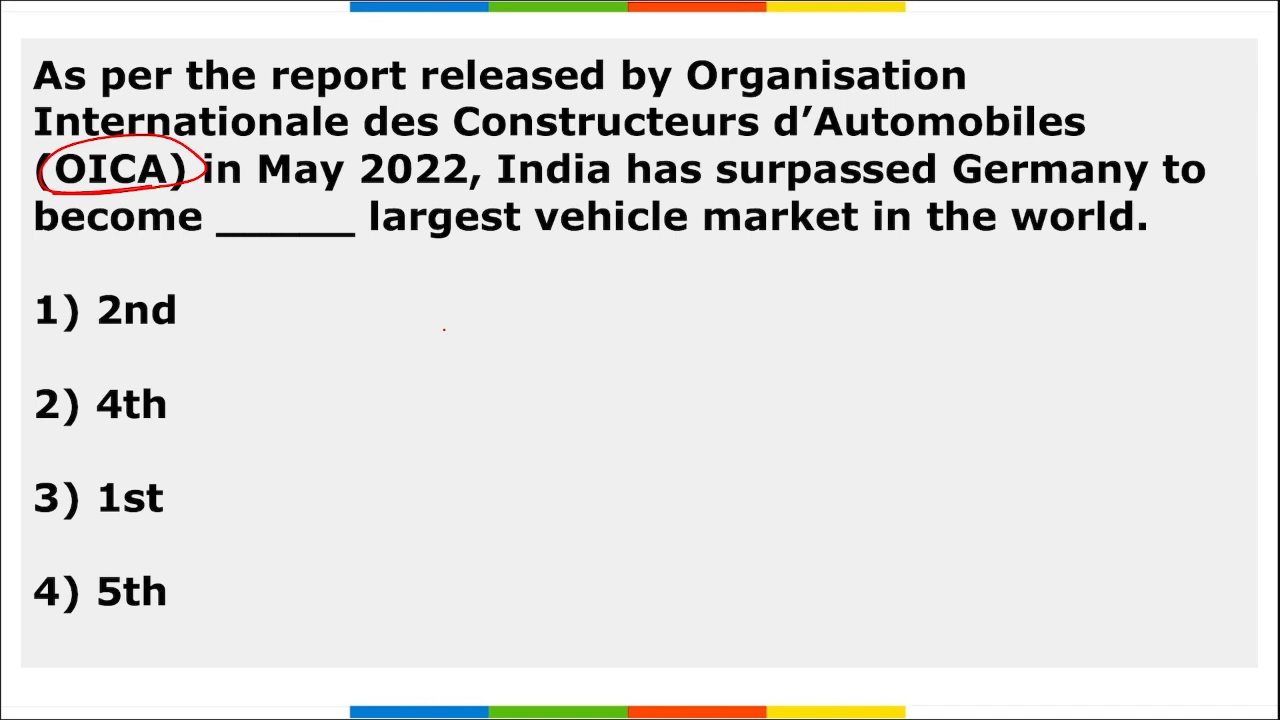 As per the report released by Organisation
Internationale des Constructeurs d’Automobiles
(OICA) in May 2022, India has surpassed Germany to
become _____ largest vehicle market in the world.
1) 2nd
2) 4th
3) 1st
4) 5th